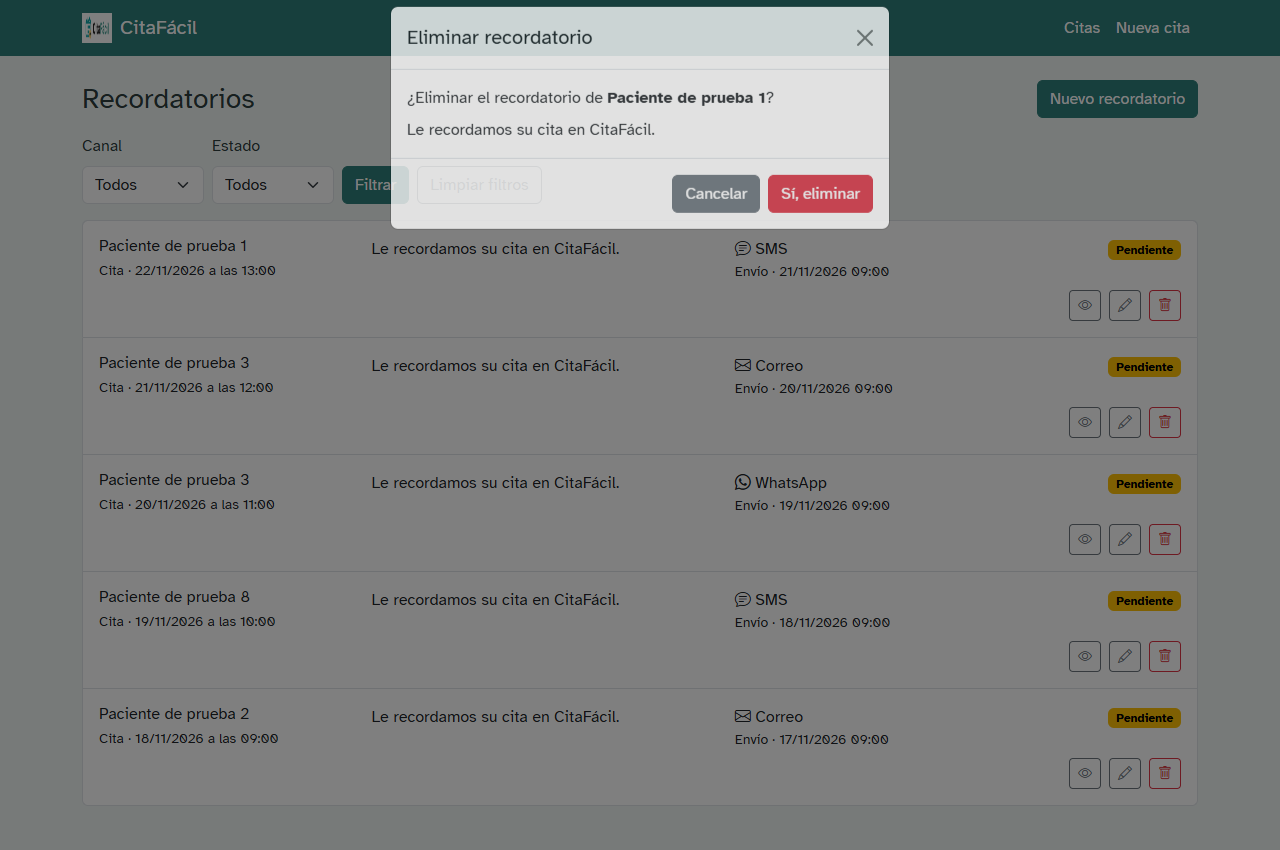 CitaFácil
Citas
Nueva cita
Eliminar recordatorio
¿Eliminar el recordatorio de Paciente de prueba 1?
Le recordamos su cita en CitaFácil.
Cancelar
Sí, eliminar
Recordatorios
Nuevo recordatorio
Canal
Estado
Todos
Todos
Filtrar
Limpiar filtros
Paciente de prueba 1
Cita · 22/11/2026 a las 13:00
Le recordamos su cita en CitaFácil.
SMS
Envío · 21/11/2026 09:00
Pendiente
Paciente de prueba 3
Cita · 21/11/2026 a las 12:00
Le recordamos su cita en CitaFácil.
Correo
Envío · 20/11/2026 09:00
Pendiente
Paciente de prueba 3
Cita · 20/11/2026 a las 11:00
Le recordamos su cita en CitaFácil.
WhatsApp
Envío · 19/11/2026 09:00
Pendiente
Paciente de prueba 8
Cita · 19/11/2026 a las 10:00
Le recordamos su cita en CitaFácil.
SMS
Envío · 18/11/2026 09:00
Pendiente
Paciente de prueba 2
Cita · 18/11/2026 a las 09:00
Le recordamos su cita en CitaFácil.
Correo
Envío · 17/11/2026 09:00
Pendiente